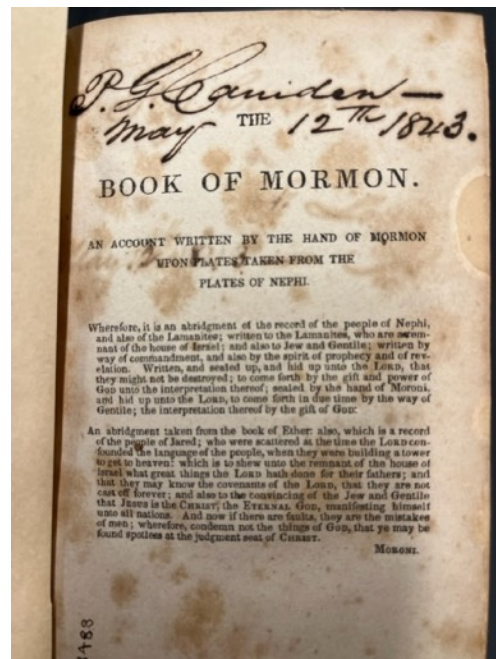 P. G. Camden —
May 12th 1843.
THE
BOOK OF MORMON.
AN ACCOUNT WRITTEN BY THE HAND OF MORMON
UPON PLATES TAKEN FROM THE
PLATES OF NEPHI.
Wherefore, it is an abridgment of the record of the people of Nephi,
and also of the Lamanites; written to the Lamanites, who are a rem-
nant of the house of Israel; and also to Jew and Gentile; written by
way of commandment, and also by the spirit of prophecy and of rev-
elation. Written, and sealed up, and hid up unto the LORD, that
they might not be destroyed; to come forth by the gift and power of
GOD unto the interpretation thereof; sealed by the hand of Moroni,
and hid up unto the LORD, to come forth in due time by the way of
Gentile; the interpretation thereof by the gift of GOD:
An abridgment taken from the book of Ether: also, which is a record
of the people of Jared; who were scattered at the time the LORD con-
founded the language of the people, when they were building a tower
to get to heaven: which is to shew unto the remnant of the house of
Israel what great things the LORD hath done for their fathers; and
that they may know the covenants of the LORD, that they are not
cast off forever; and also to the convincing of the Jew and Gentile
that JESUS is the CHRIST, the ETERNAL GOD, manifesting himself
unto all nations. And now if there are faults, they are the mistakes
of men; wherefore, condemn not the things of GOD, that ye may be
found spotless at the judgment seat of CHRIST.
MORONI.